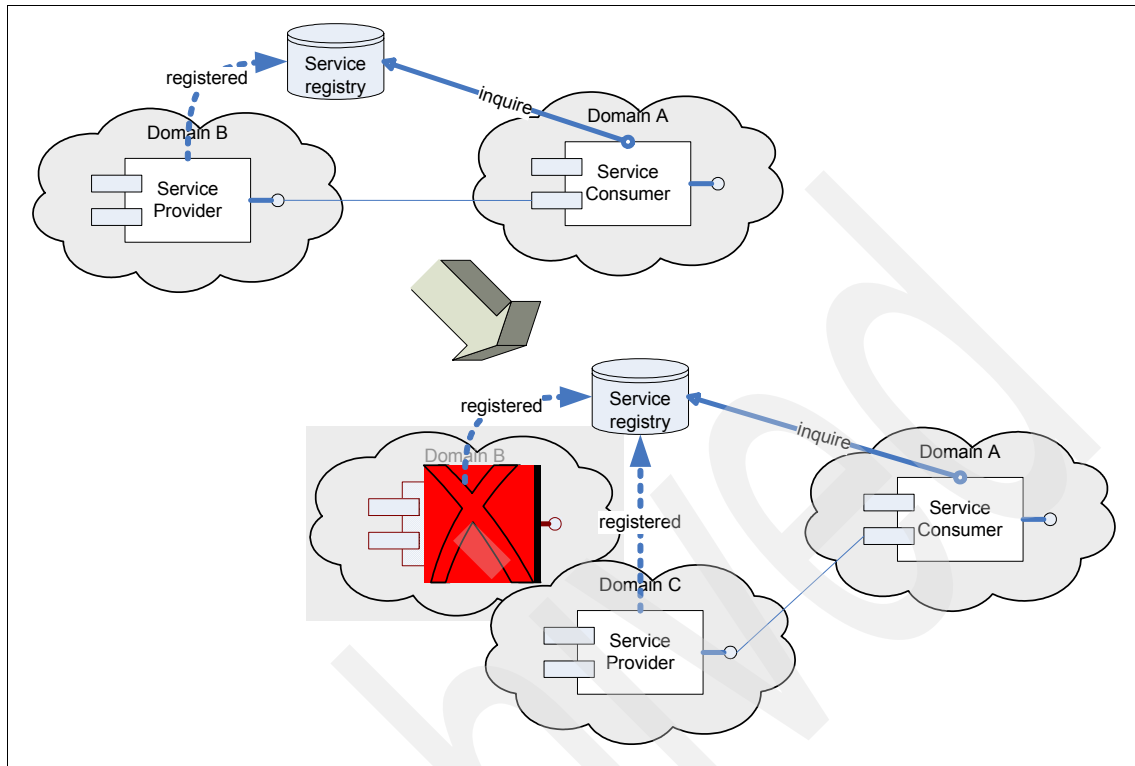 Service
registry
registered
inquire
Domain B
Domain A
Service
Provider
Service
Consumer
Service
registry
registered
inquire
Domain B
Domain A
registered
Service
Consumer
Domain C
Service
Provider